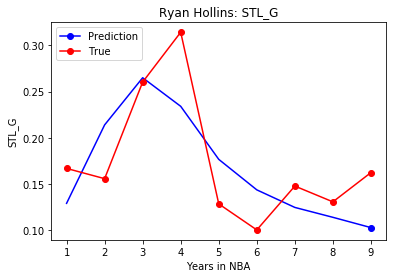 Ryan Hollins: STL_G
Prediction
True
STL_G
0.30
0.25
0.20
0.15
0.10
1 2 3 4 5 6 7 8 9
Years in NBA